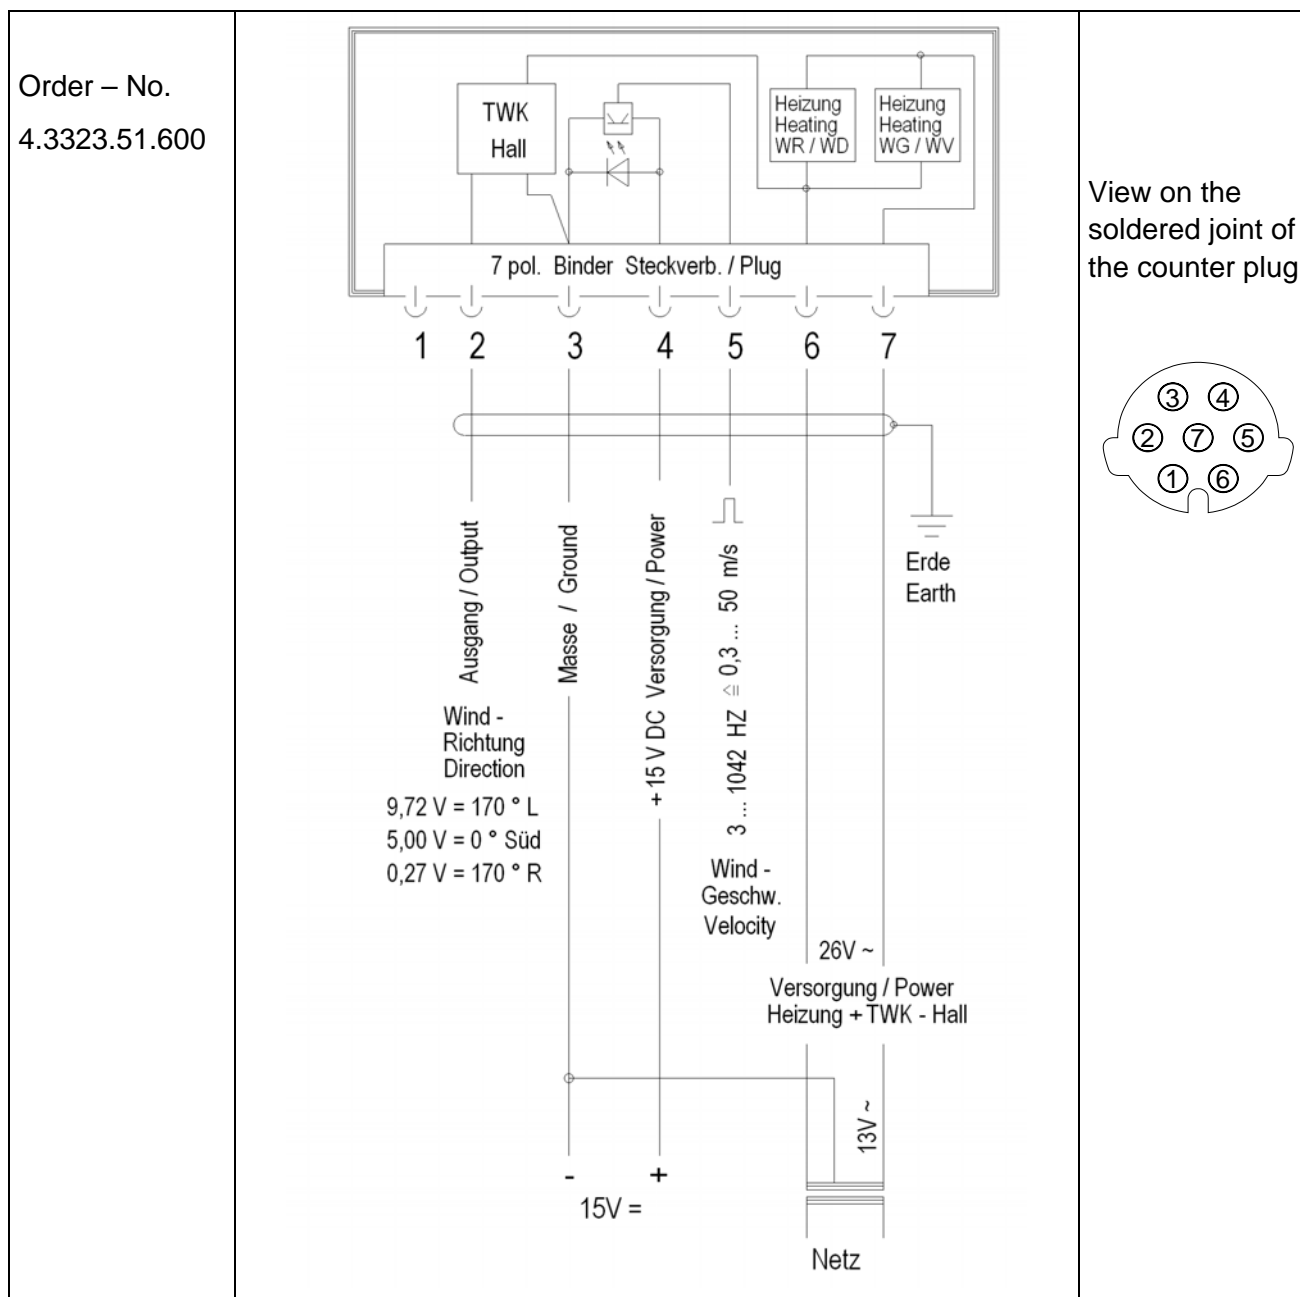 Order – No.
4.3323.51.600
TWK
Hall
Heizung
Heating
WR / WD
Heizung
Heating
WG / WV
7 pol. Binder Steckverb. / Plug
1 2 3 4 5 6 7
Ausgang / Output
Wind -
Richtung
Direction
9,72 V = 170 ° L
5,00 V = 0 ° Süd
0,27 V = 170 ° R
Masse / Ground
+ 15 V DC Versorgung / Power
3 ... 1042 HZ ≙ 0,3 ... 50 m/s
Wind -
Geschw.
Velocity
Erde
Earth
26V ~
Versorgung / Power
Heizung + TWK - Hall
13V ~
- +
15V =
Netz
View on the
soldered joint of
the counter plug
3 4
2 7 5
1 6